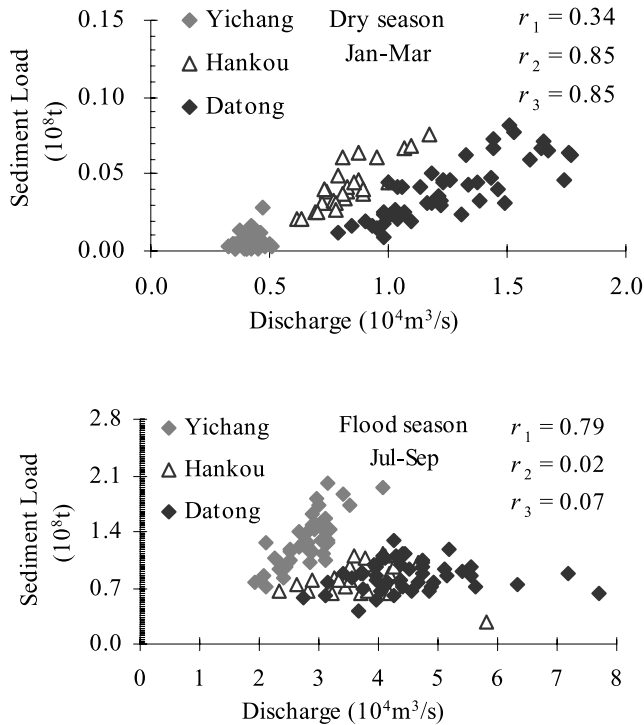 Yichang
Hankou
Datong
Dry season
Jan-Mar
r₁ = 0.34
r₂ = 0.85
r₃ = 0.85
Sediment Load
(10⁸t)
0.15
0.10
0.05
0.00
0.0 0.5 1.0 1.5 2.0
Discharge (10⁴m³/s)
Yichang
Hankou
Datong
Flood season
Jul-Sep
r₁ = 0.79
r₂ = 0.02
r₃ = 0.07
Sediment Load
(10⁸t)
2.8
2.1
1.4
0.7
0.0
0 1 2 3 4 5 6 7 8
Discharge (10⁴m³/s)